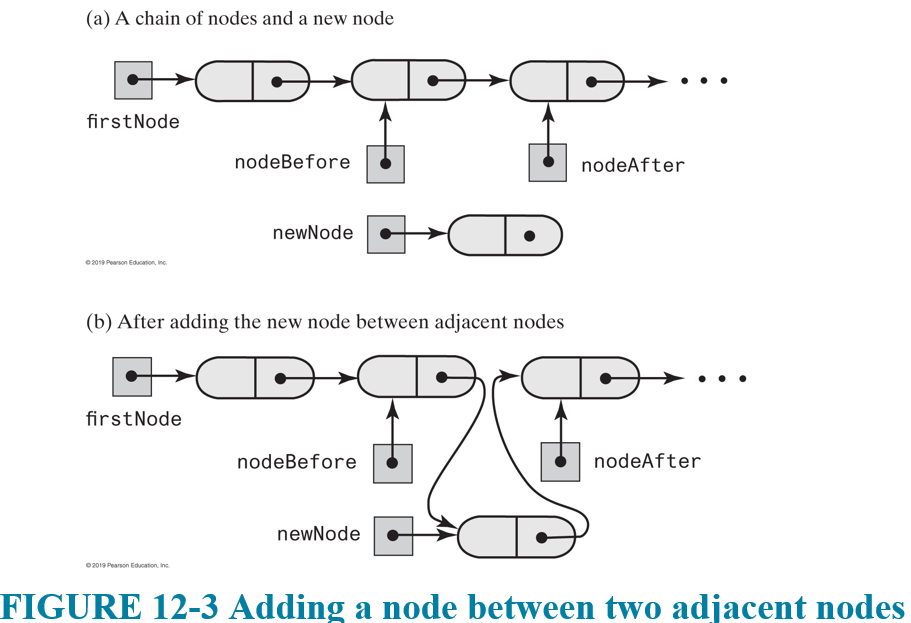 (a) A chain of nodes and a new node
firstNode
nodeBefore
nodeAfter
newNode
© 2019 Pearson Education, Inc.
(b) After adding the new node between adjacent nodes
firstNode
nodeBefore
nodeAfter
newNode
© 2019 Pearson Education, Inc.
FIGURE 12-3 Adding a node between two adjacent nodes